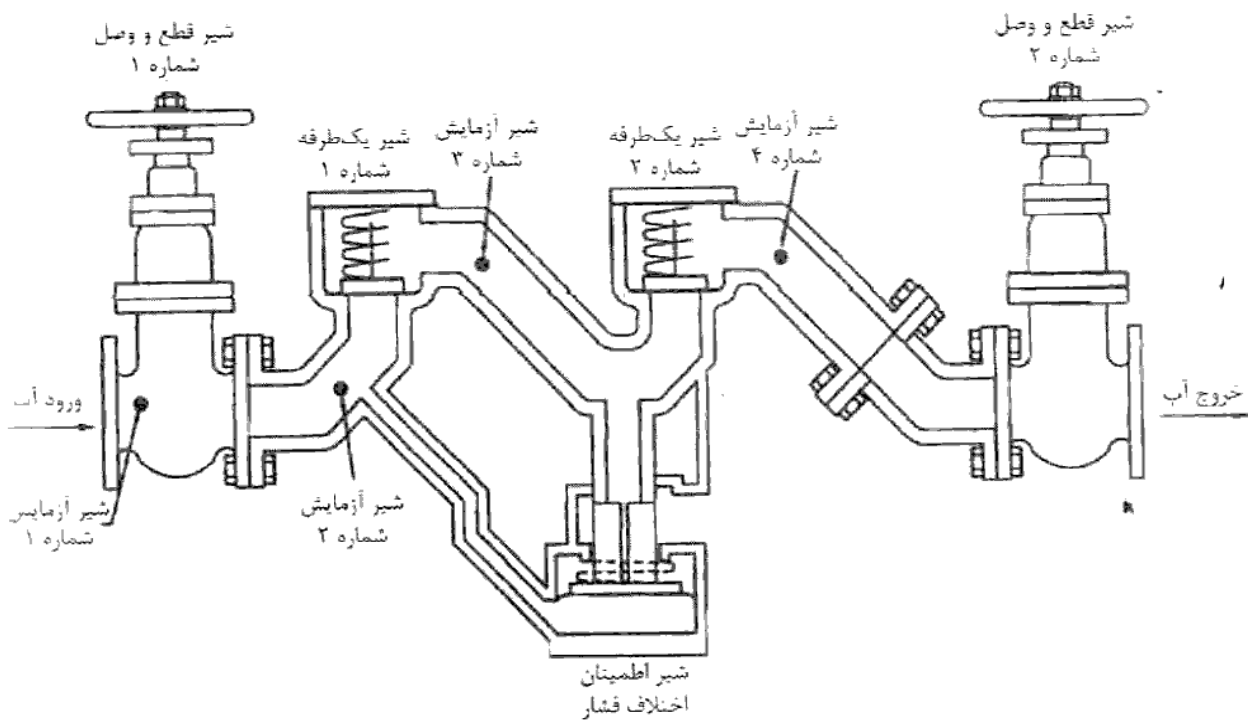 شیر قطع و وصل
شماره ۱
شیر قطع و وصل
شماره ۲
شیر یک‌طرفه
شماره ۱
شیر آزمایش
شماره ۳
شیر یک‌طرفه
شماره ۲
شیر آزمایش
شماره ۴
ورود آب
خروج آب
شیر آزمایش
شماره ۱
شیر آزمایش
شماره ۲
شیر اطمینان
اختلاف فشار